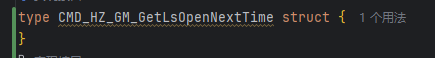 type CMD_HZ_GM_GetLsOpenNextTime struct { 1 个用法
}